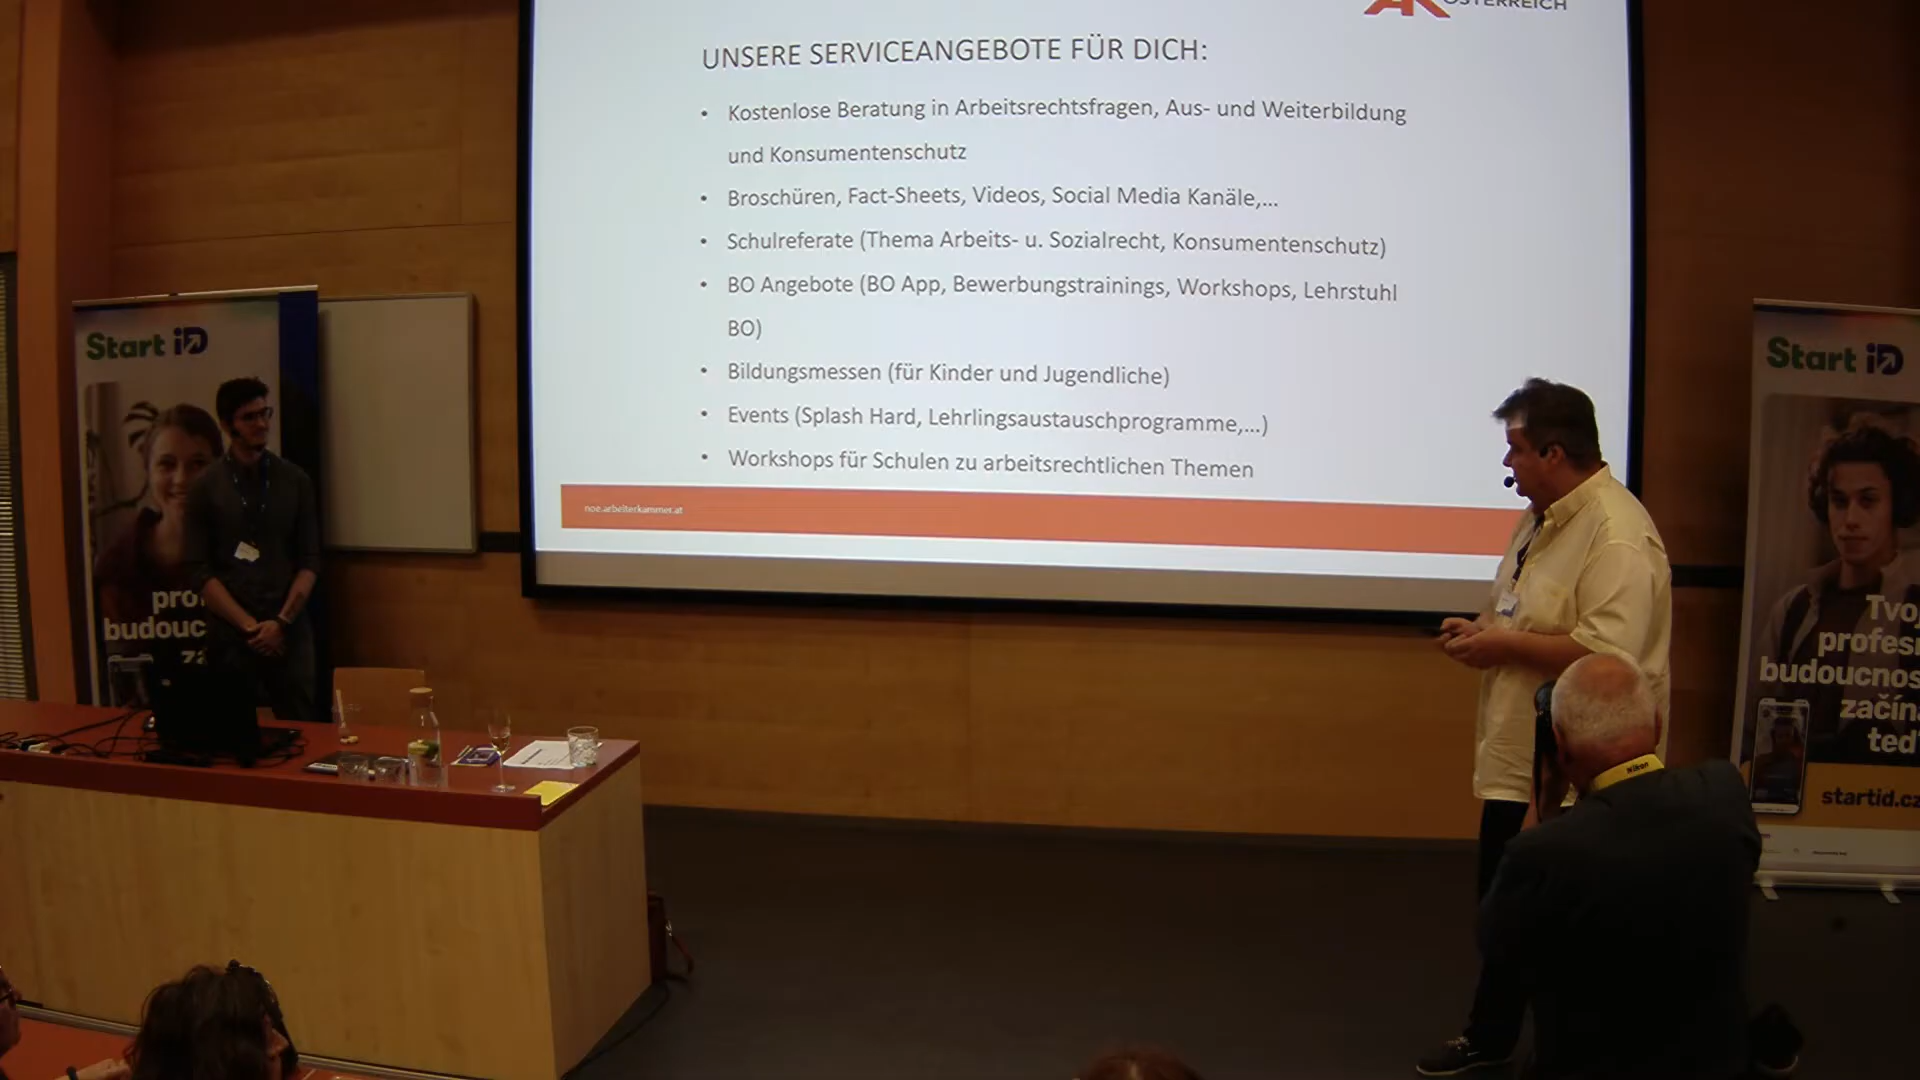 ÖSTERREICH
UNSERE SERVICEANGEBOTE FÜR DICH:
• Kostenlose Beratung in Arbeitsrechtsfragen, Aus- und Weiterbildung
und Konsumentenschutz
• Broschüren, Fact-Sheets, Videos, Social Media Kanäle,...
• Schulreferate (Thema Arbeits- u. Sozialrecht, Konsumentenschutz)
• BO Angebote (BO App, Bewerbungstrainings, Workshops, Lehrstuhl
BO)
• Bildungsmessen (für Kinder und Jugendliche)
• Events (Splash Hard, Lehrlingsaustauschprogramme,...)
• Workshops für Schulen zu arbeitsrechtlichen Themen
noe.arbeiterkammer.at
Start iD
pro
budouc
za
Start iD
Tvo
profes
budoucnos
začín
teď
startid.cz
Nikon